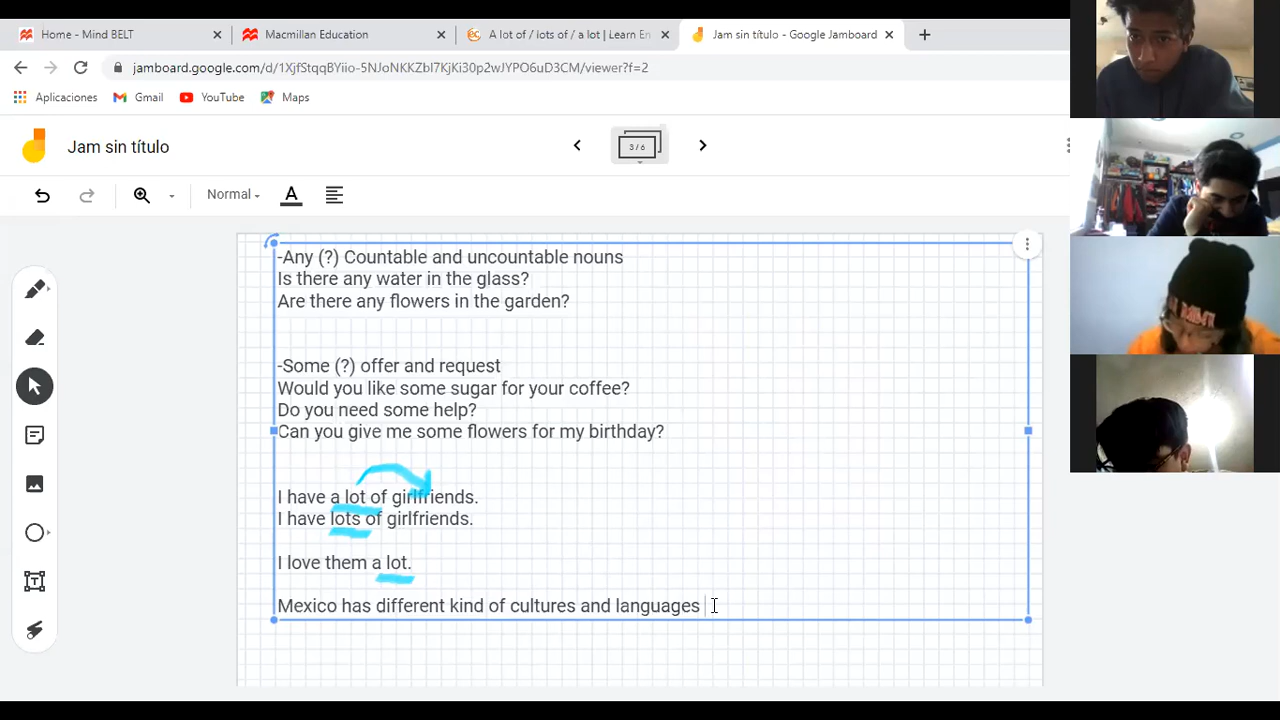 Home - Mind BELT
Macmillan Education
A lot of / lots of / a lot | Learn En
Jam sin título - Google Jamboard
jamboard.google.com/d/1XjfStqqBYiio-5NJoNKKZbl7KjKi30p2wJYPO6uD3CM/viewer?f=2
Aplicaciones
Gmail
YouTube
Maps
Jam sin título
3 / 6
Normal
-Any (?) Countable and uncountable nouns
Is there any water in the glass?
Are there any flowers in the garden?
-Some (?) offer and request
Would you like some sugar for your coffee?
Do you need some help?
Can you give me some flowers for my birthday?
I have a lot of girlfriends.
I have lots of girlfriends.
I love them a lot.
Mexico has different kind of cultures and languages